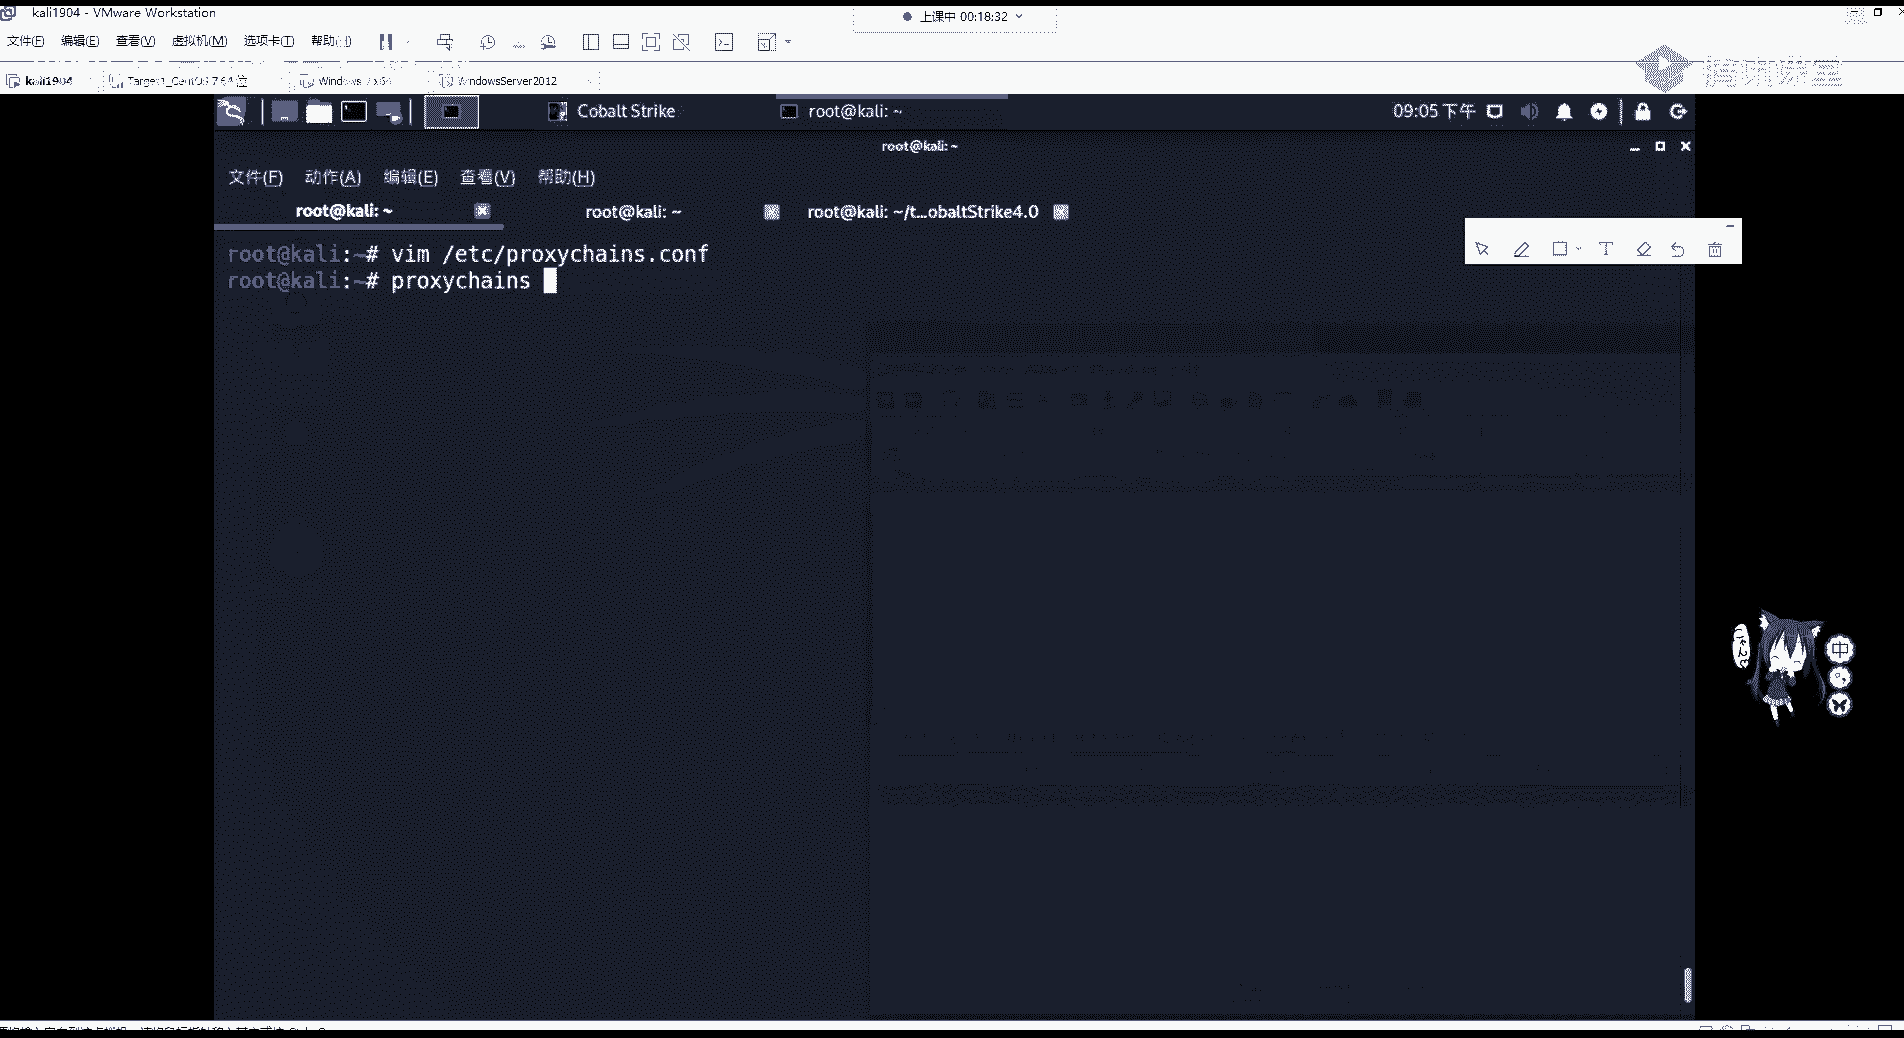 kali1904 - VMware Workstation
上课中 00:18:32
文件(F) 编辑(E) 查看(V) 虚拟机(M) 选项卡(T) 帮助(H)
kali1904
Target1_CentOS 7 64位
Windows 7 x64
WindowsServer2012
腾讯课堂
Cobalt Strike
root@kali: ~
09:05 下午
root@kali: ~
文件(F) 动作(A) 编辑(E) 查看(V) 帮助(H)
root@kali: ~
root@kali: ~
root@kali: ~/t...obaltStrike4.0
root@kali:~# vim /etc/proxychains.conf
root@kali:~# proxychains
中